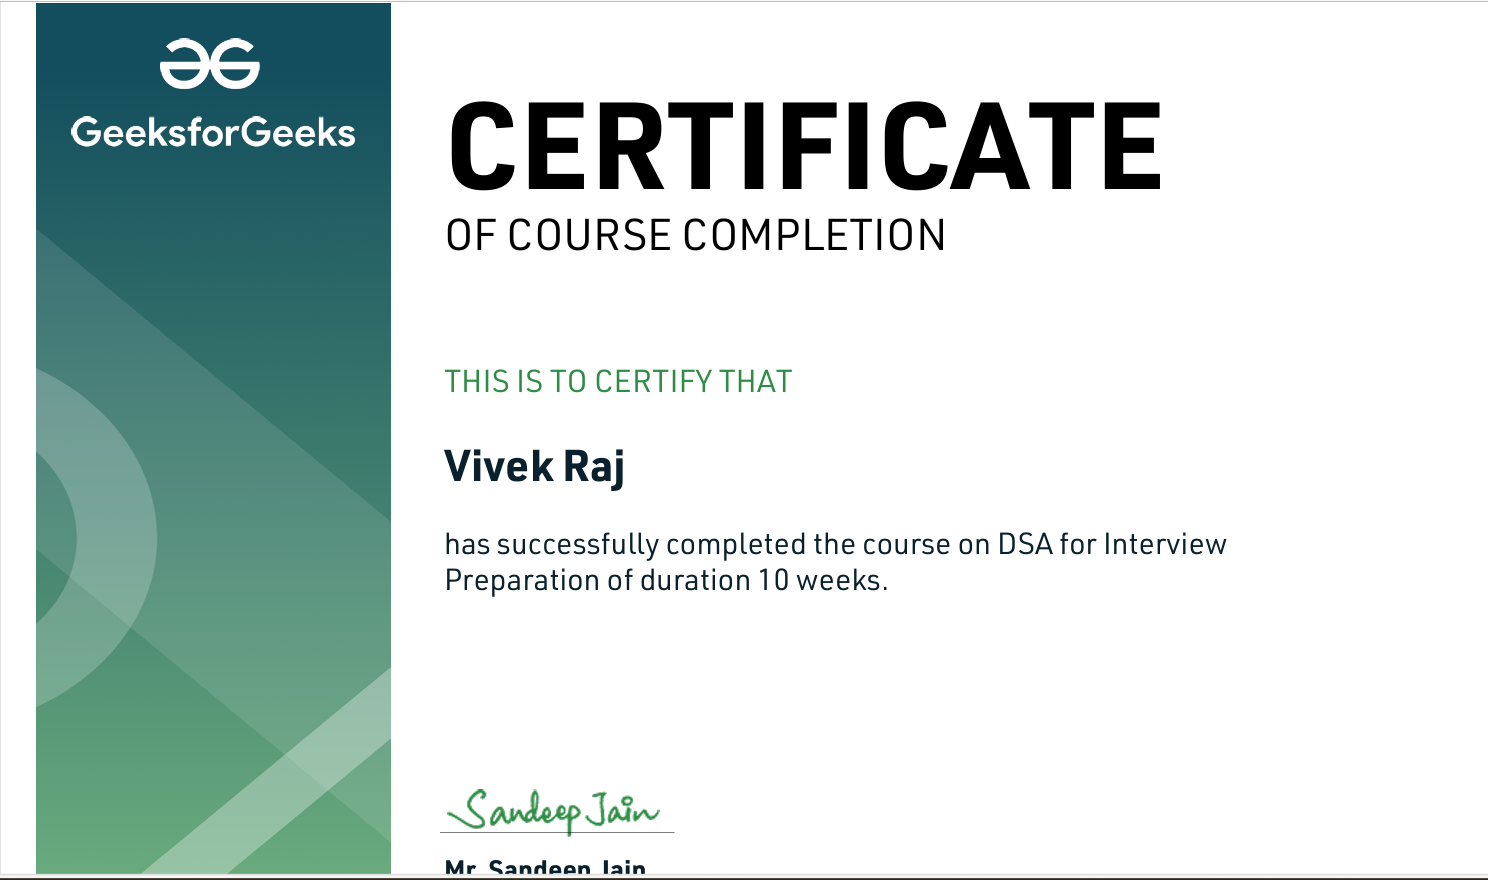 GeeksforGeeks
CERTIFICATE
OF COURSE COMPLETION
THIS IS TO CERTIFY THAT
Vivek Raj
has successfully completed the course on DSA for Interview
Preparation of duration 10 weeks.
Sandeep Jain
Mr. Sandeep Jain